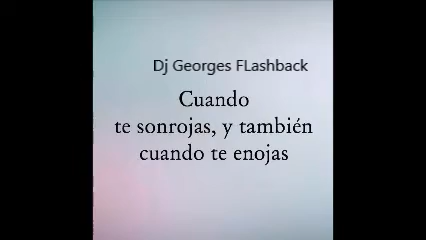 Dj Georges FLashback
Cuando
te sonrojas, y también
cuando te enojas